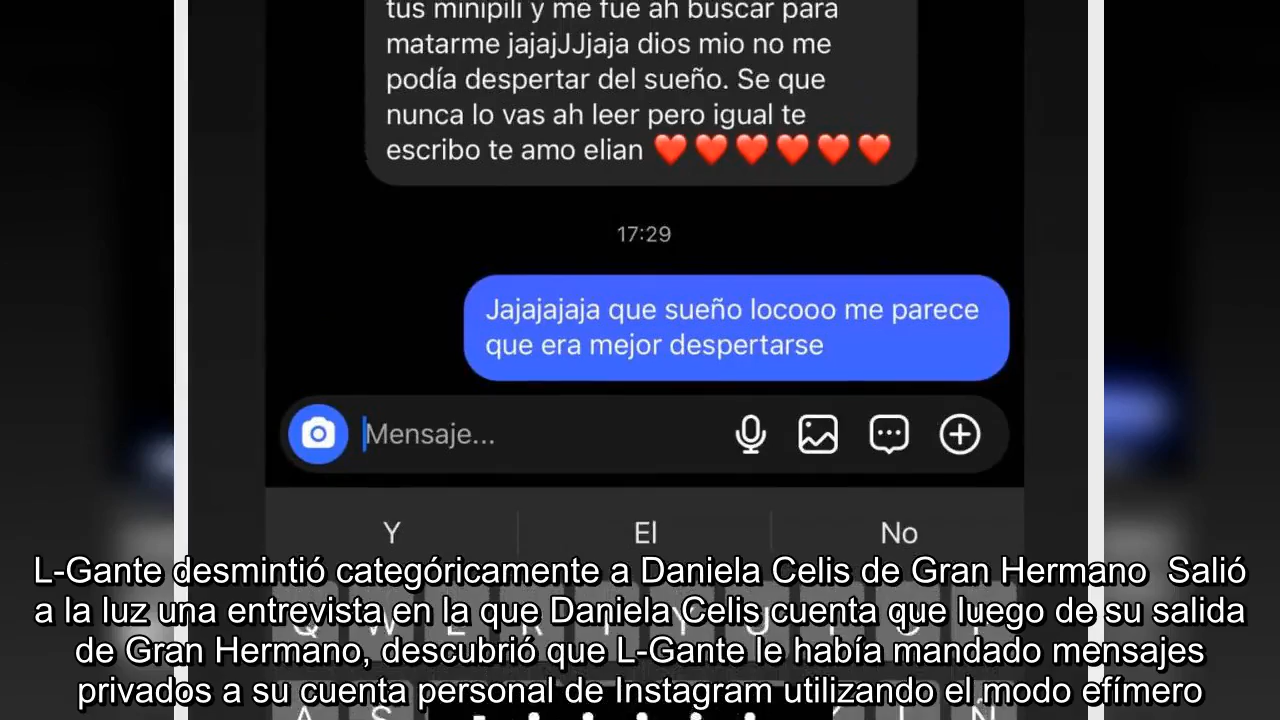 tus minipili y me fue ah buscar para
matarme jajajJJjaja dios mio no me
podía despertar del sueño. Se que
nunca lo vas ah leer pero igual te
escribo te amo elian ❤️❤️❤️❤️❤️❤️
17:29
Jajajajaja que sueño locooo me parece
que era mejor despertarse
Mensaje...
Y El No
L-Gante desmintió categóricamente a Daniela Celis de Gran Hermano  Salió
a la luz una entrevista en la que Daniela Celis cuenta que luego de su salida
de Gran Hermano, descubrió que L-Gante le había mandado mensajes
privados a su cuenta personal de Instagram utilizando el modo efímero